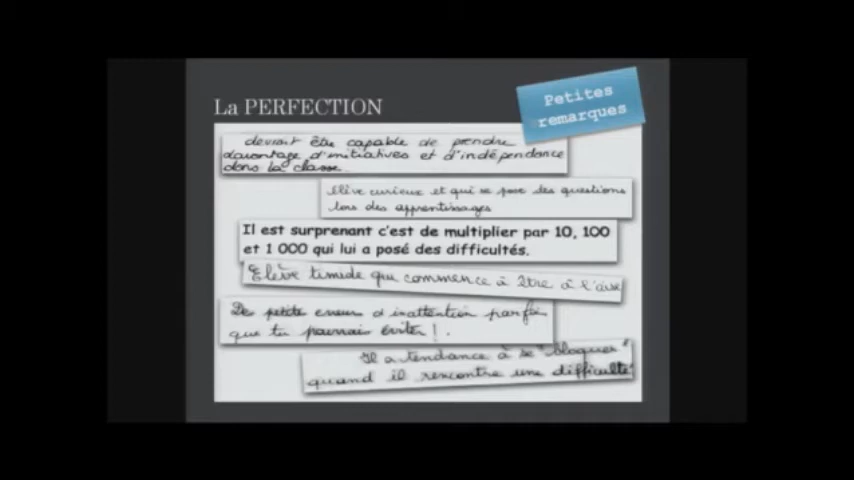 La PERFECTION
Petites
remarques
devrait être capable de prendre
davantage d'initiatives et d'indépendance
dans la classe.
élève curieux et qui se pose des questions
lors des apprentissages
Il est surprenant c'est de multiplier par 10, 100
et 1 000 qui lui a posé des difficultés.
Elève timide qui commence à être à l'aise
De petite erreur d'inattention parfois
que tu pourrais éviter !.
Il a tendance à se "bloquer"
quand il rencontre une difficulté